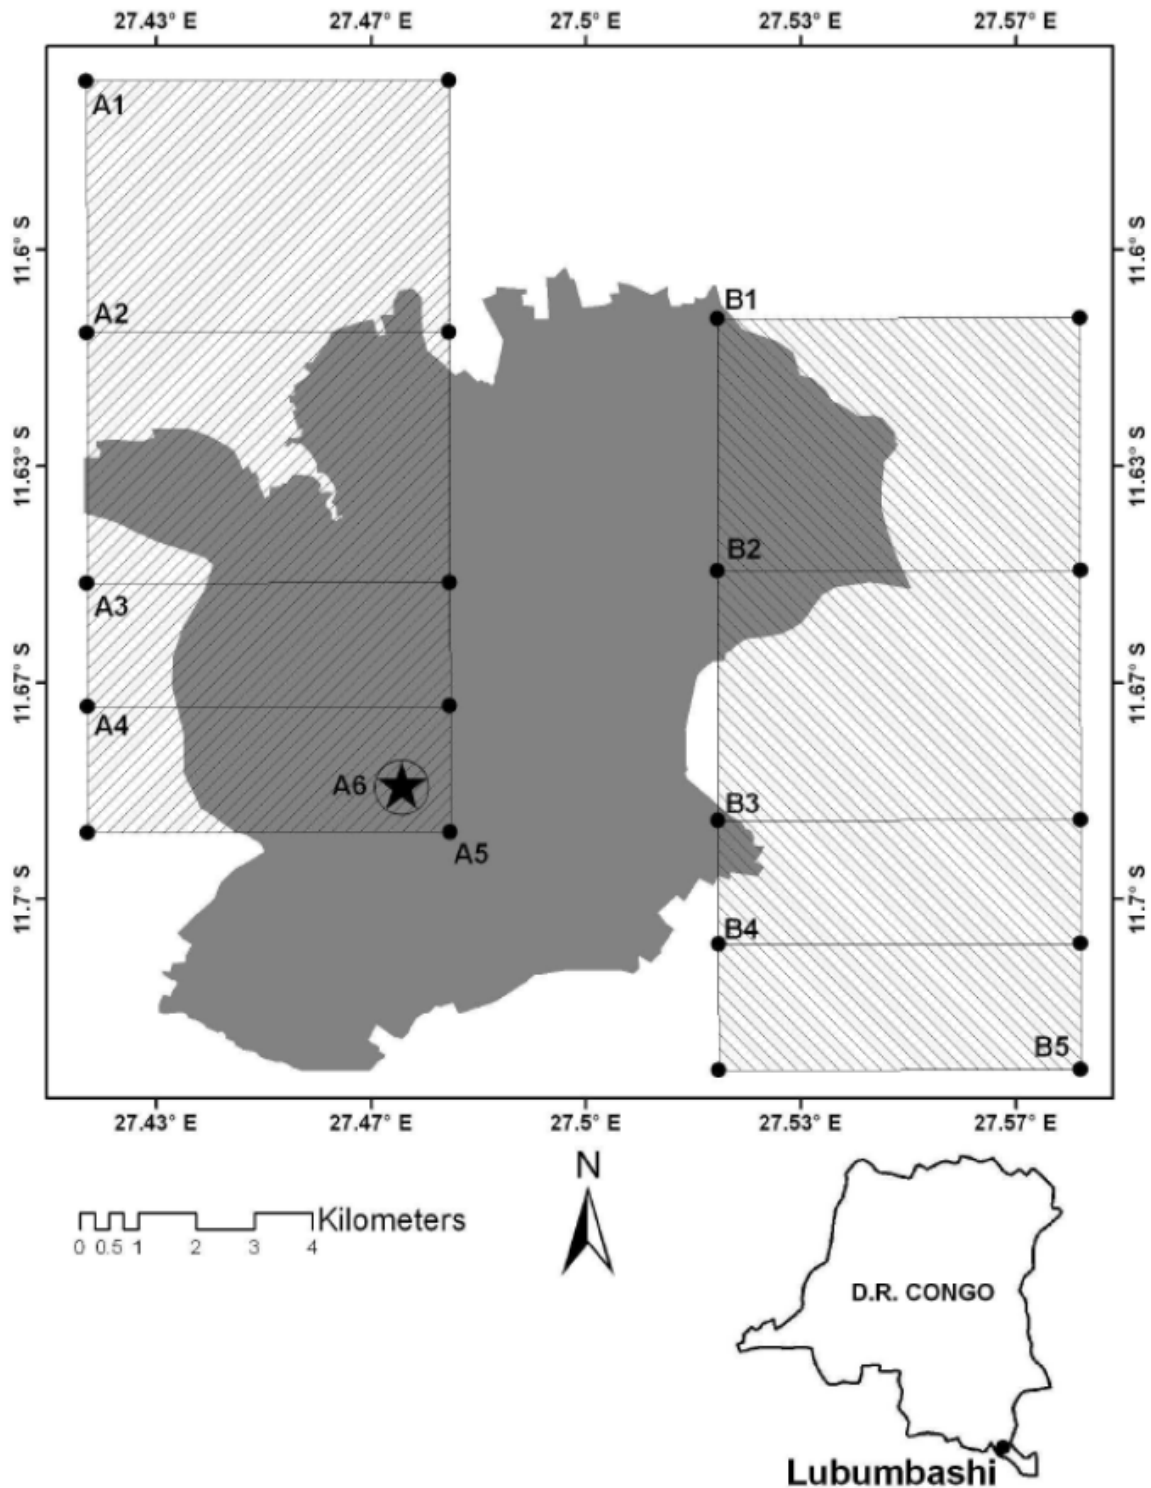 27.43° E 27.47° E 27.5° E 27.53° E 27.57° E
A1
11.6° S 11.6° S
B1
A2
11.63° S 11.63° S
B2
A3
11.67° S 11.67° S
A4
A6
B3
A5
11.7° S 11.7° S
B4
B5
27.43° E 27.47° E 27.5° E 27.53° E 27.57° E
N
Kilometers
0 0.5 1 2 3 4
D.R. CONGO
Lubumbashi